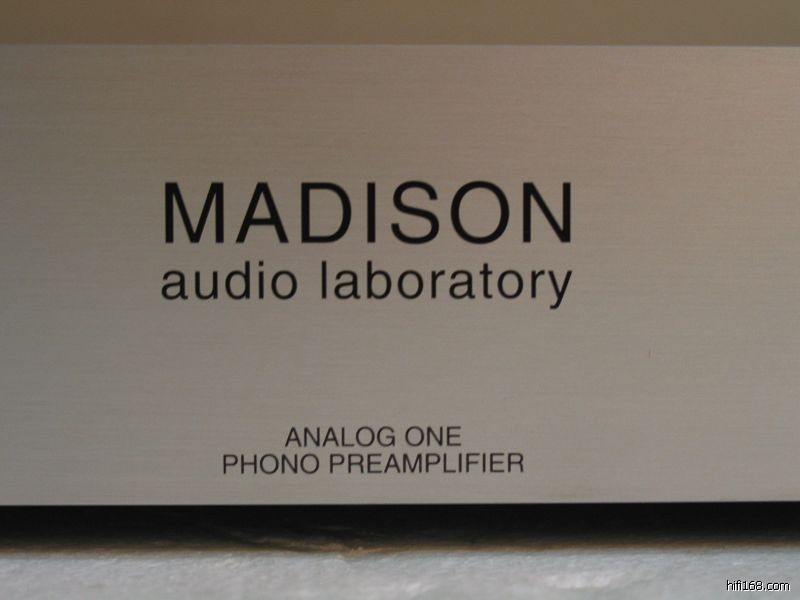 MADISON
audio laboratory
ANALOG ONE
PHONO PREAMPLIFIER
hifi168.com